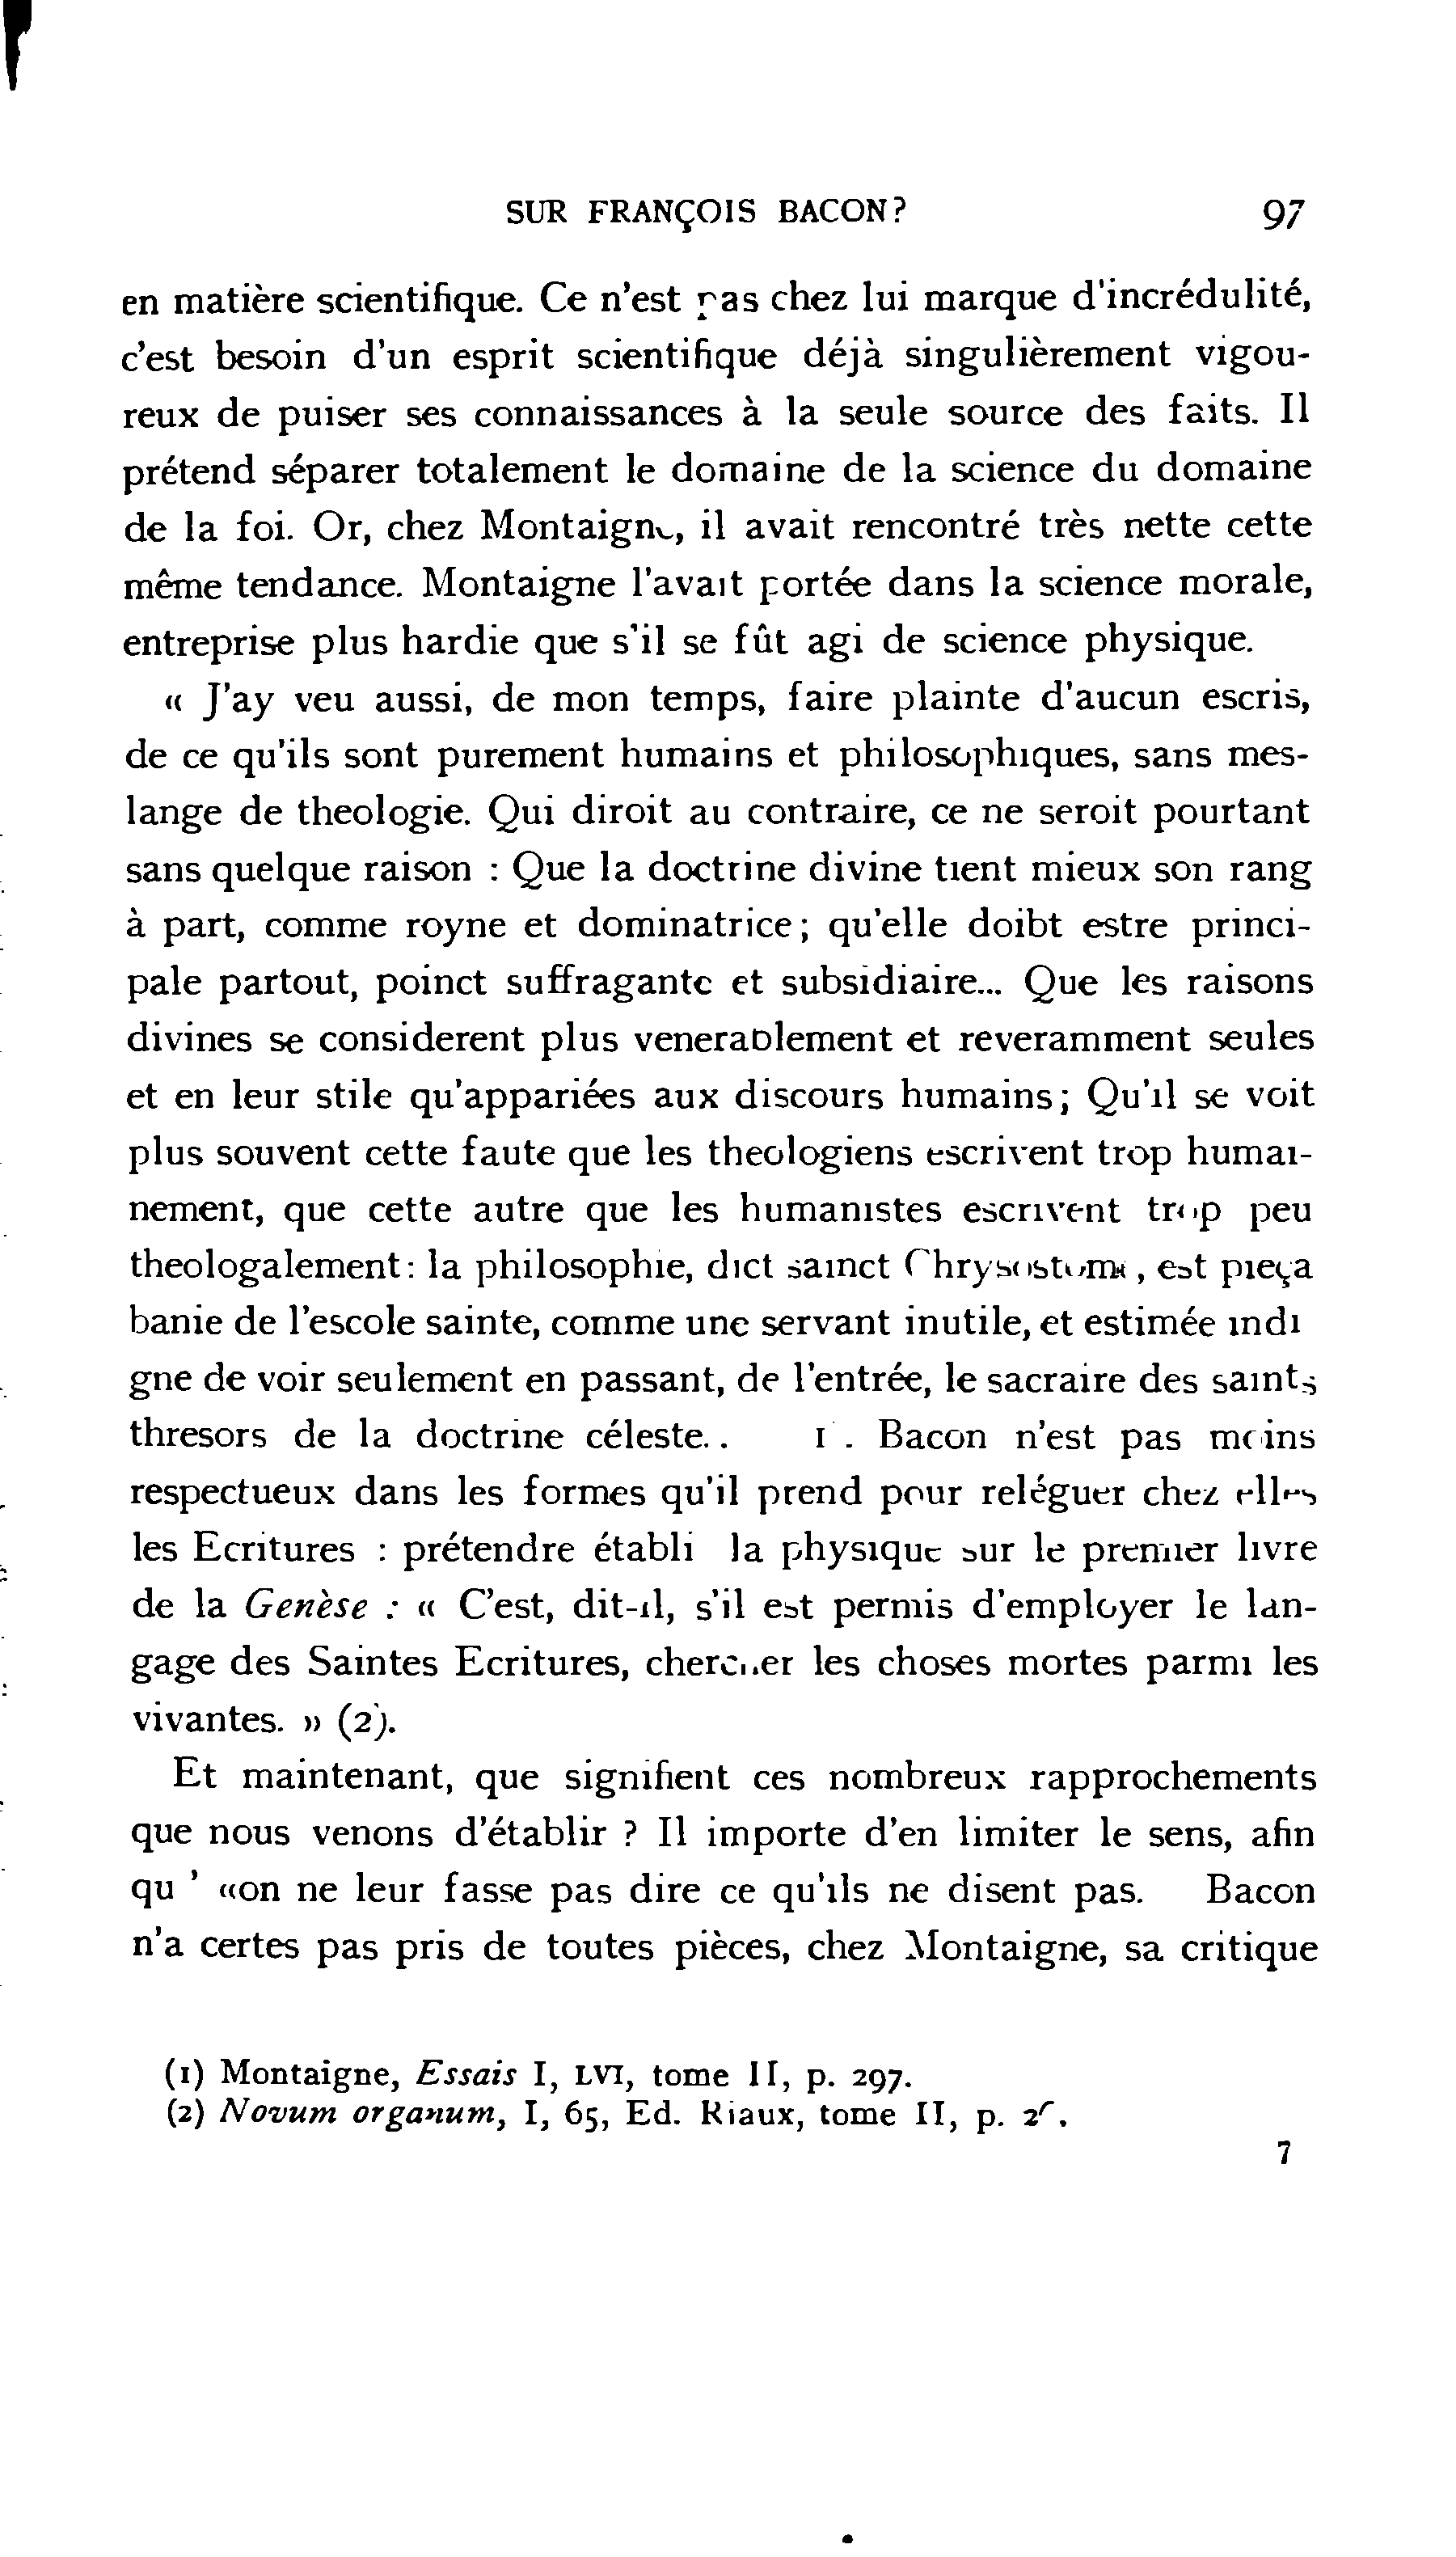 SUR FRANÇOIS BACON? 97
en matière scientifique. Ce n'est pas chez lui marque d'incrédulité,
c'est besoin d'un esprit scientifique déjà singulièrement vigou-
reux de puiser ses connaissances à la seule source des faits. Il
prétend séparer totalement le domaine de la science du domaine
de la foi. Or, chez Montaigne, il avait rencontré très nette cette
même tendance. Montaigne l'avait portée dans la science morale,
entreprise plus hardie que s'il se fût agi de science physique.
« J'ay veu aussi, de mon temps, faire plainte d'aucun escris,
de ce qu'ils sont purement humains et philosophiques, sans mes-
lange de theologie. Qui diroit au contraire, ce ne seroit pourtant
sans quelque raison : Que la doctrine divine tient mieux son rang
à part, comme royne et dominatrice; qu'elle doibt estre princi-
pale partout, poinct suffragante et subsidiaire... Que les raisons
divines se considerent plus venerablement et reveramment seules
et en leur stile qu'appariées aux discours humains; Qu'il se voit
plus souvent cette faute que les theologiens escrivent trop humai-
nement, que cette autre que les humanistes escrivent trop peu
theologalement: la philosophie, dict sainct Chrysostome, est pieça
banie de l'escole sainte, comme une servant inutile, et estimée indi
gne de voir seulement en passant, de l'entrée, le sacraire des saints
thresors de la doctrine céleste.. 1 . Bacon n'est pas moins
respectueux dans les formes qu'il prend pour reléguer chez elles
les Ecritures : prétendre établi la physique sur le premier livre
de la Genèse : « C'est, dit-il, s'il est permis d'employer le lan-
gage des Saintes Ecritures, chercher les choses mortes parmi les
vivantes. » (2).
Et maintenant, que signifient ces nombreux rapprochements
que nous venons d'établir ? Il importe d'en limiter le sens, afin
qu ' «on ne leur fasse pas dire ce qu'ils ne disent pas. Bacon
n'a certes pas pris de toutes pièces, chez Montaigne, sa critique
(1) Montaigne, Essais I, LVI, tome II, p. 297.
(2) Novum organum, I, 65, Ed. Riaux, tome II, p.
7